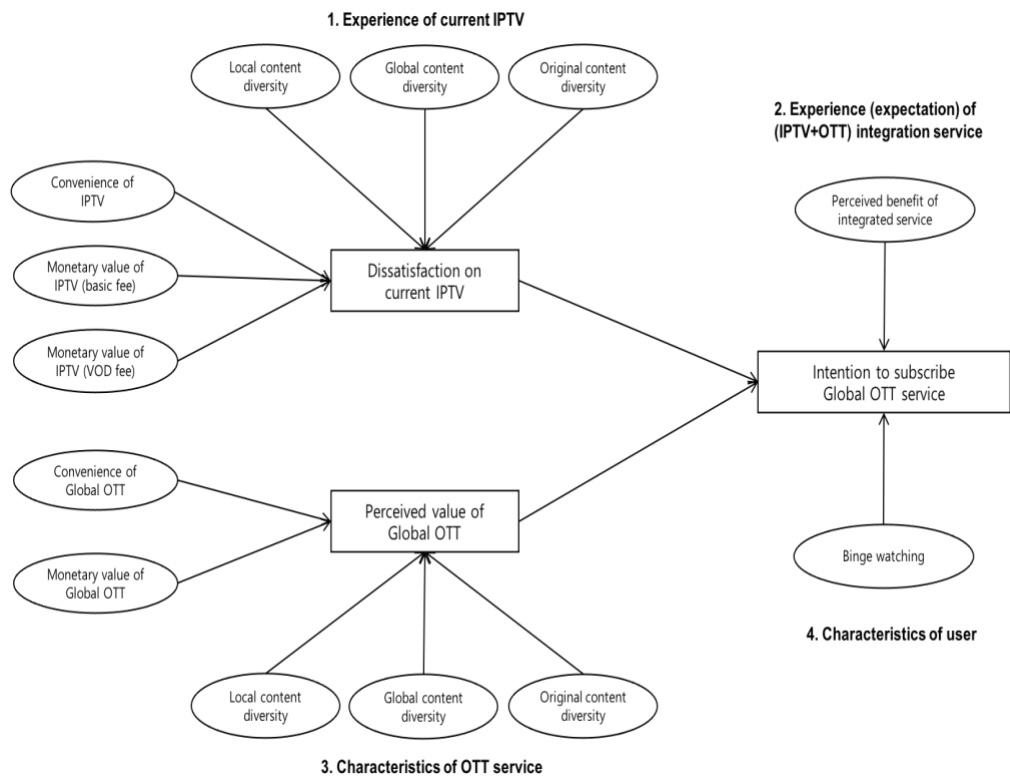 1. Experience of current IPTV
Local content
diversity
Global content
diversity
Original content
diversity
2. Experience (expectation) of
(IPTV+OTT) integration service
Convenience of
IPTV
Perceived benefit of
integrated service
Monetary value of
IPTV (basic fee)
Dissatisfaction on
current IPTV
Monetary value of
IPTV (VOD fee)
Intention to subscribe
Global OTT service
Convenience of
Global OTT
Perceived value of
Global OTT
Monetary value of
Global OTT
Binge watching
4. Characteristics of user
Local content
diversity
Global content
diversity
Original content
diversity
3. Characteristics of OTT service